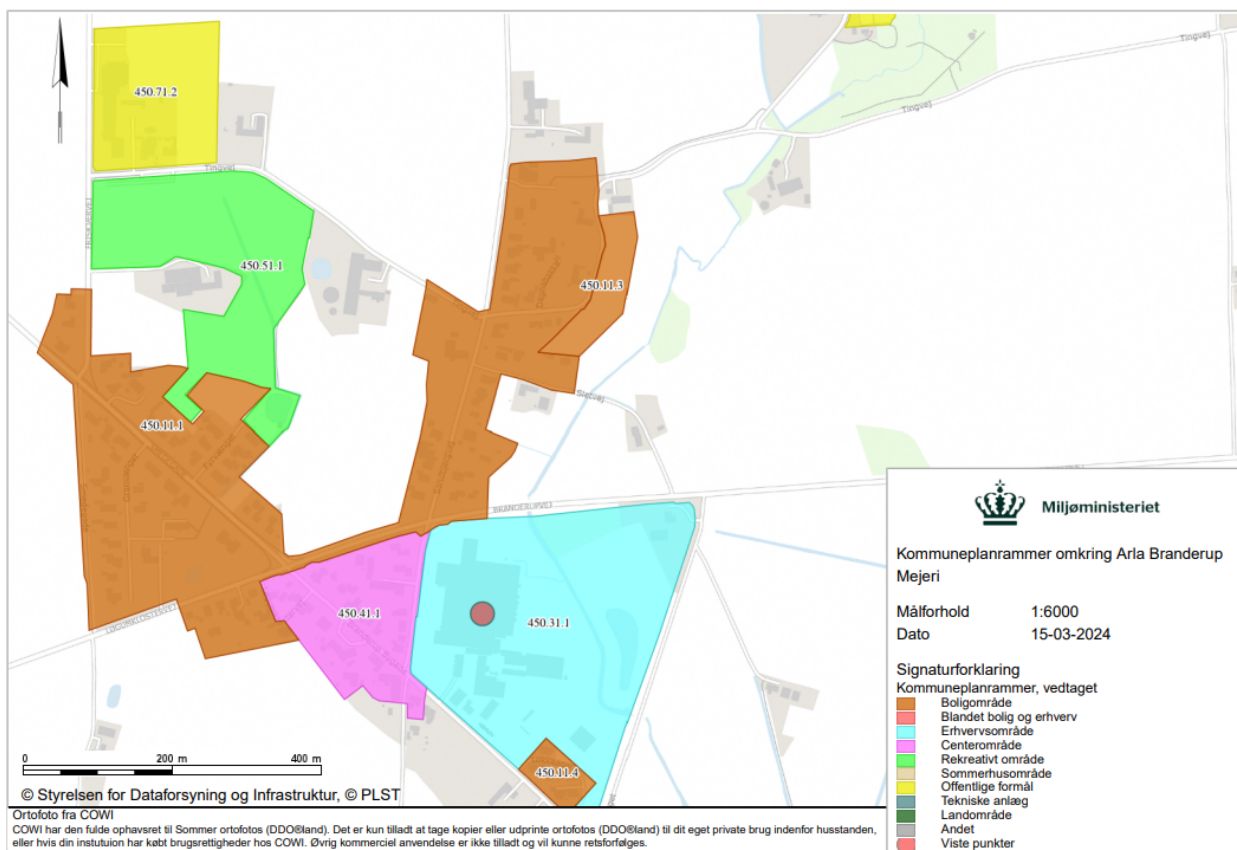 450.71.2
Tingvej
Tingvej
Tingvej
450.51.1
450.11.3
Slotvej
450.11.1
BRANDERUPVEJ
LØGUMKLOSTERVEJ
450.41.1
450.31.1
450.11.4
0 200 m 400 m
© Styrelsen for Dataforsyning og Infrastruktur, © PLST
Miljøministeriet
Kommuneplanrammer omkring Arla Branderup
Mejeri
Målforhold 1:6000
Dato 15-03-2024
Signaturforklaring
Kommuneplanrammer, vedtaget
Boligområde
Blandet bolig og erhverv
Erhvervsområde
Centerområde
Rekreativt område
Sommerhusområde
Offentlige formål
Tekniske anlæg
Landområde
Andet
Viste punkter
Ortofoto fra COWI
COWI har den fulde ophavsret til Sommer ortofotos (DDO®land). Det er kun tilladt at tage kopier eller udprinte ortofotos (DDO®land) til dit eget private brug indenfor husstanden,
eller hvis din instutuion har købt brugsrettigheder hos COWI. Øvrig kommerciel anvendelse er ikke tilladt og vil kunne retsforfølges.